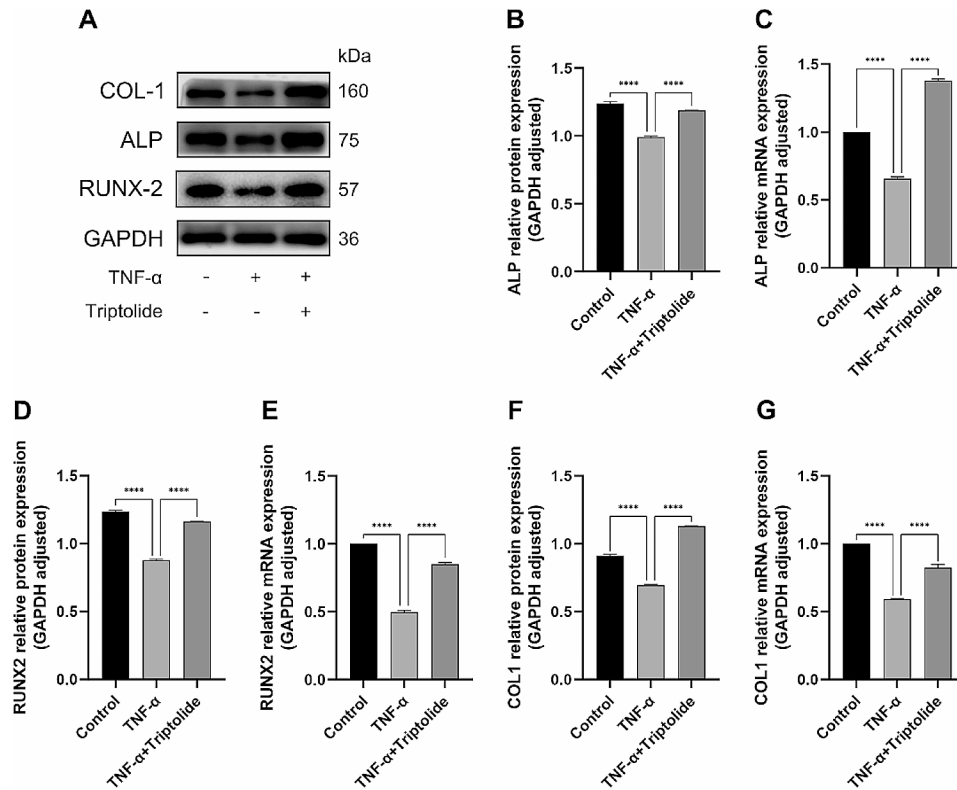 A
kDa
COL-1
160
ALP
75
RUNX-2
57
GAPDH
36
TNF-α - + +
Triptolide - - +
B
ALP relative protein expression
(GAPDH adjusted)
1.5
1.0
0.5
0.0
**** ****
Control
TNF-α
TNF-α+Triptolide
C
ALP relative mRNA expression
(GAPDH adjusted)
1.5
1.0
0.5
0.0
**** ****
Control
TNF-α
TNF-α+Triptolide
D
RUNX2 relative protein expression
(GAPDH adjusted)
1.5
1.0
0.5
0.0
**** ****
Control
TNF-α
TNF-α+Triptolide
E
RUNX2 relative mRNA expression
(GAPDH adjusted)
1.5
1.0
0.5
0.0
**** ****
Control
TNF-α
TNF-α+Triptolide
F
COL1 relative protein expression
(GAPDH adjusted)
1.5
1.0
0.5
0.0
**** ****
Control
TNF-α
TNF-α+Triptolide
G
COL1 relative mRNA expression
(GAPDH adjusted)
1.5
1.0
0.5
0.0
**** ****
Control
TNF-α
TNF-α+Triptolide